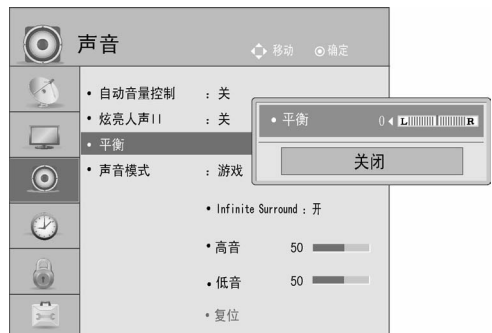 声音
移动 确定
• 自动音量控制 : 关
• 炫亮人声II : 关
• 平衡
• 平衡 0 L R
关闭
• 声音模式 : 游戏
• Infinite Surround : 开
• 高音 50
• 低音 50
• 复位